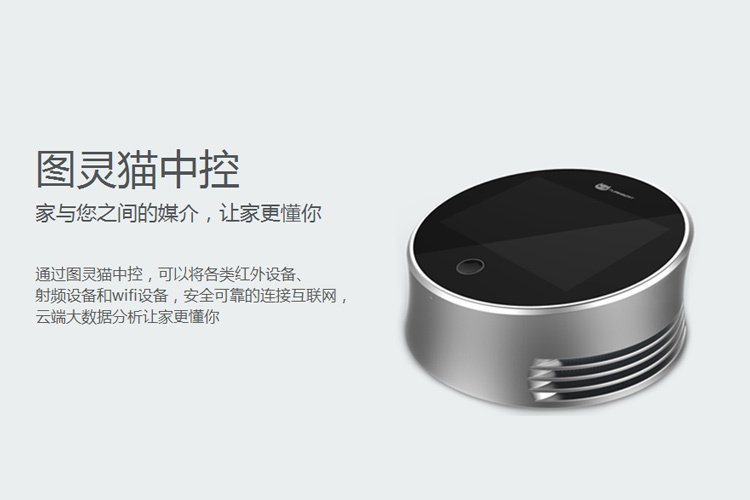 图灵猫中控
家与您之间的媒介，让家更懂你
通过图灵猫中控，可以将各类红外设备、
射频设备和wifi设备，安全可靠的连接互联网，
云端大数据分析让家更懂你